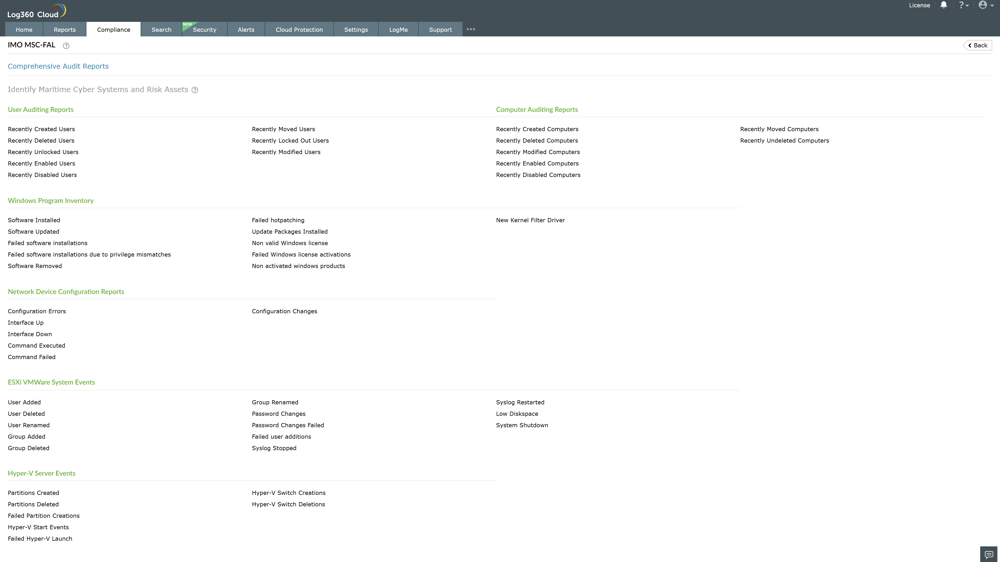 Log360 Cloud
License
?
Home
Reports
Compliance
Search
NEW
Security
Alerts
Cloud Protection
Settings
LogMe
Support
IMO MSC-FAL ?
Back
Comprehensive Audit Reports
Identify Maritime Cyber Systems and Risk Assets ?
User Auditing Reports
Recently Created Users
Recently Deleted Users
Recently Unlocked Users
Recently Enabled Users
Recently Disabled Users
Recently Moved Users
Recently Locked Out Users
Recently Modified Users
Computer Auditing Reports
Recently Created Computers
Recently Deleted Computers
Recently Modified Computers
Recently Enabled Computers
Recently Disabled Computers
Recently Moved Computers
Recently Undeleted Computers
Windows Program Inventory
Software Installed
Software Updated
Failed software installations
Failed software installations due to privilege mismatches
Software Removed
Failed hotpatching
Update Packages Installed
Non valid Windows license
Failed Windows license activations
Non activated windows products
New Kernel Filter Driver
Network Device Configuration Reports
Configuration Errors
Interface Up
Interface Down
Command Executed
Command Failed
Configuration Changes
ESXi VMWare System Events
User Added
User Deleted
User Renamed
Group Added
Group Deleted
Group Renamed
Password Changes
Password Changes Failed
Failed user additions
Syslog Stopped
Syslog Restarted
Low Diskspace
System Shutdown
Hyper-V Server Events
Partitions Created
Partitions Deleted
Failed Partition Creations
Hyper-V Start Events
Failed Hyper-V Launch
Hyper-V Switch Creations
Hyper-V Switch Deletions